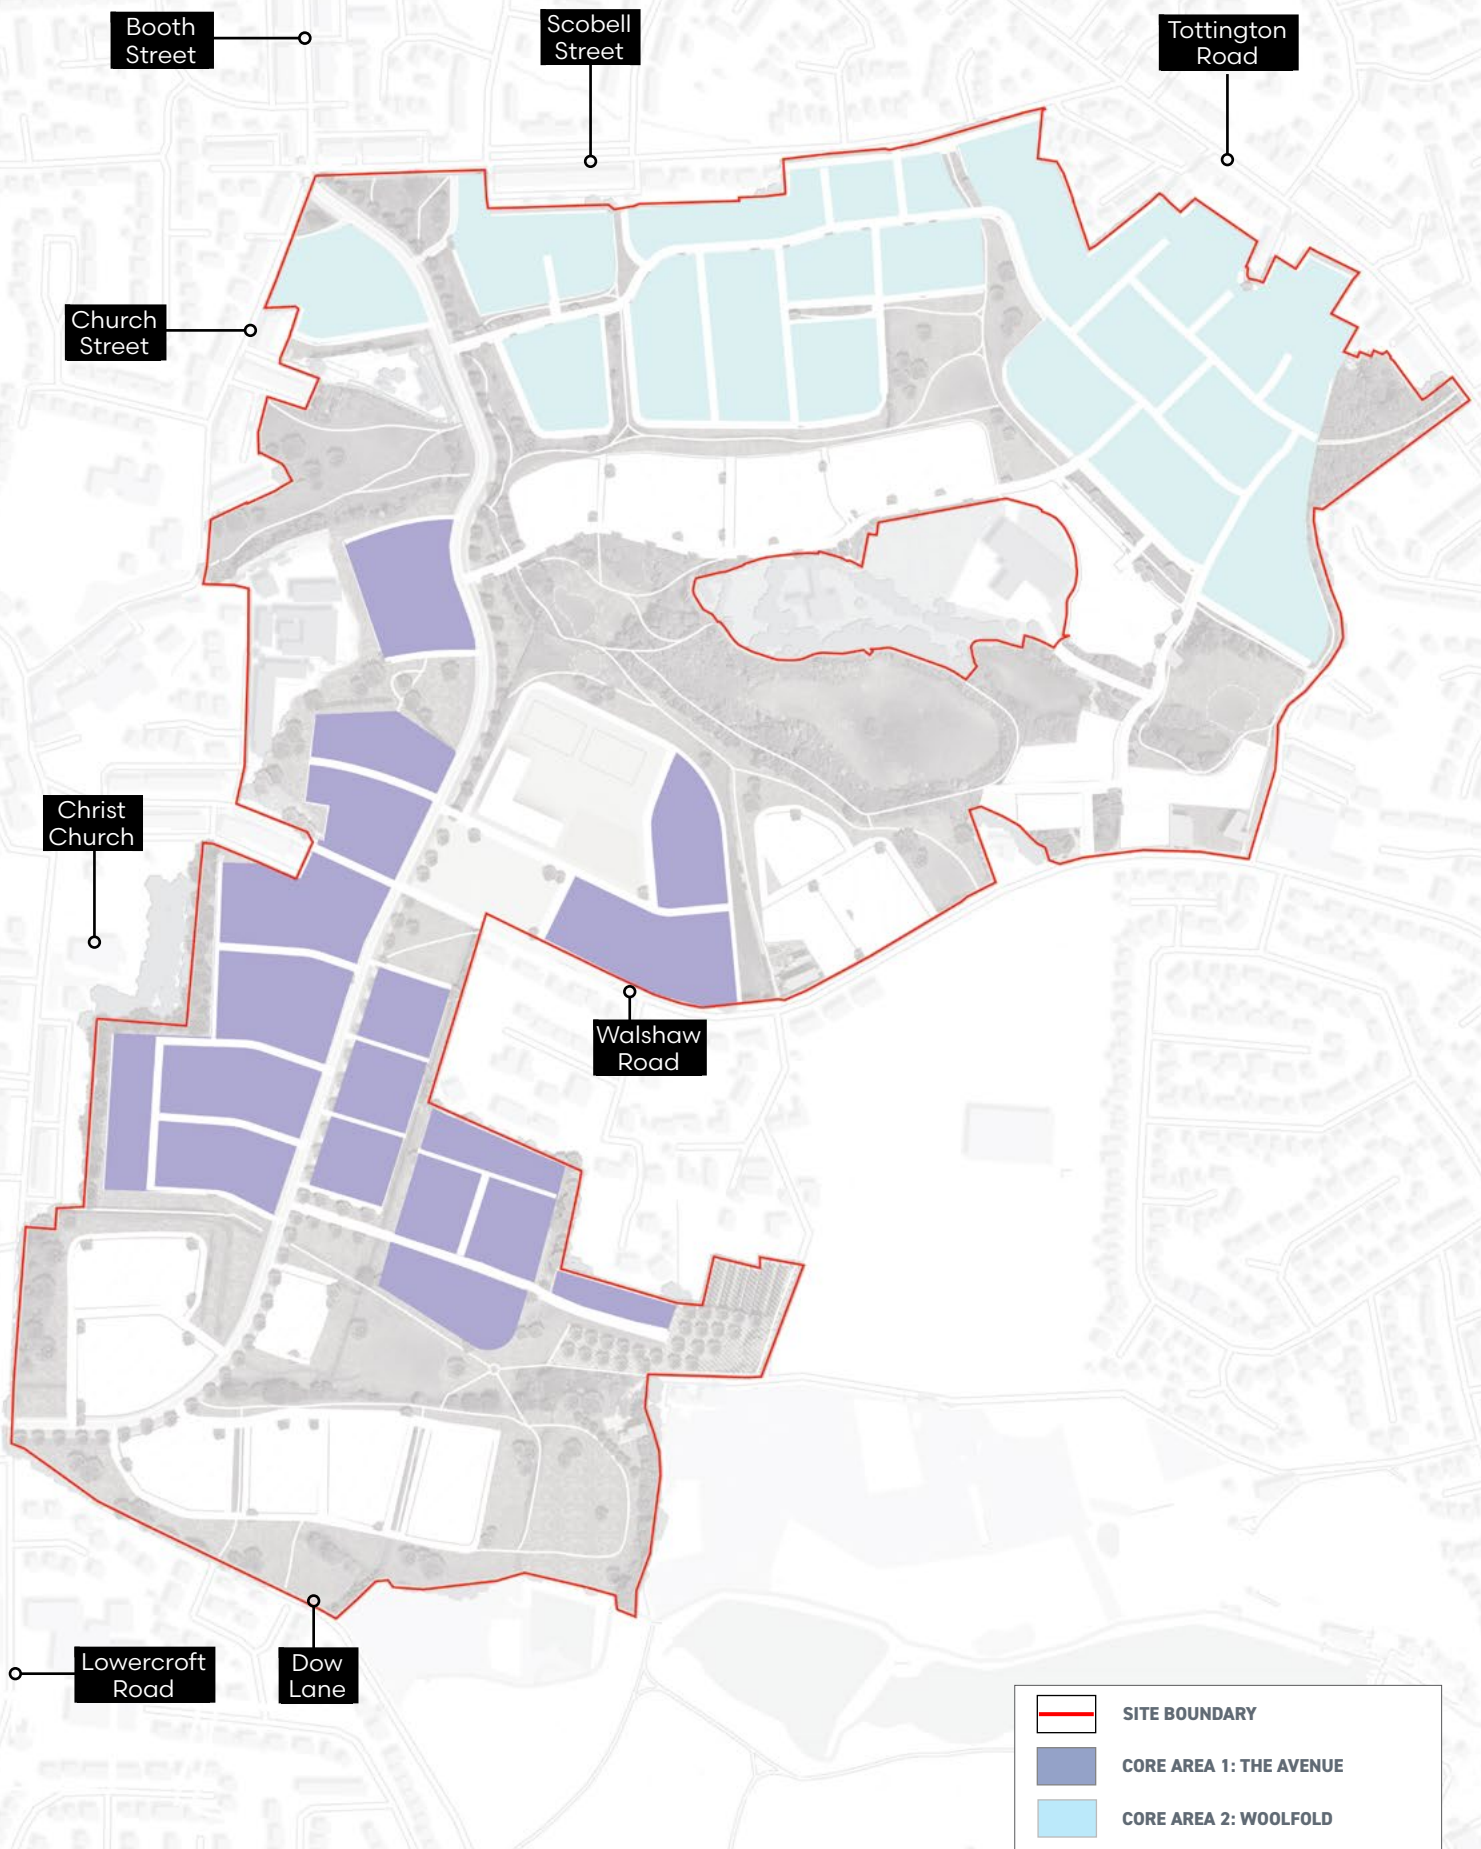 Booth
Street
Scobell
Street
Tottington
Road
Church
Street
Christ
Church
Walshaw
Road
Lowercroft
Road
Dow
Lane
SITE BOUNDARY
CORE AREA 1: THE AVENUE
CORE AREA 2: WOOLFOLD